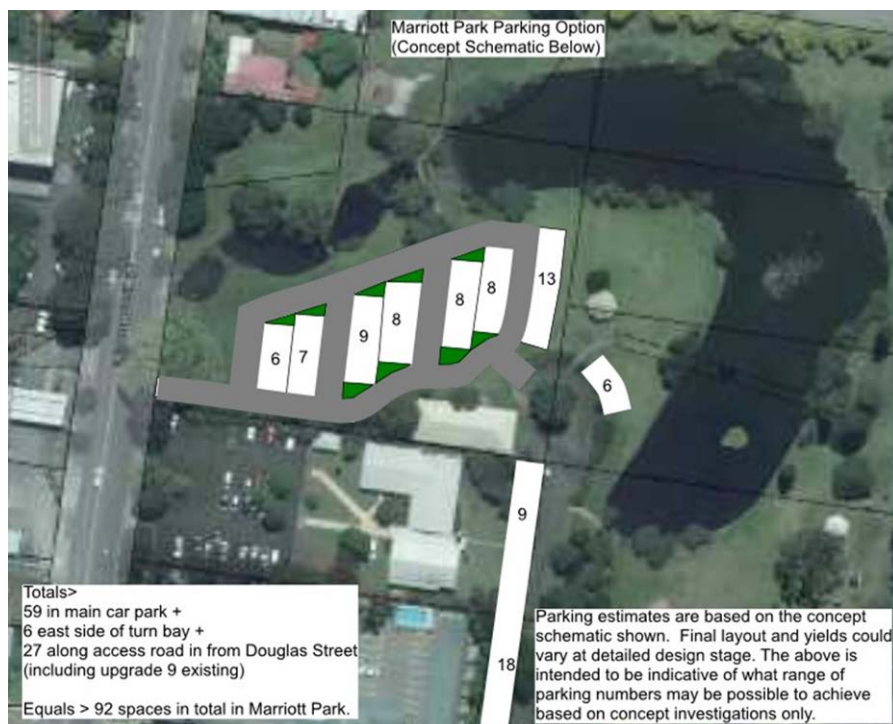 Marriott Park Parking Option
(Concept Schematic Below)
13
8
8
8
9
7
6
6
9
18
Totals>
59 in main car park +
6 east side of turn bay +
27 along access road in from Douglas Street
(including upgrade 9 existing)
Equals > 92 spaces in total in Marriott Park.
Parking estimates are based on the concept
schematic shown. Final layout and yields could
vary at detailed design stage. The above is
intended to be indicative of what range of
parking numbers may be possible to achieve
based on concept investigations only.